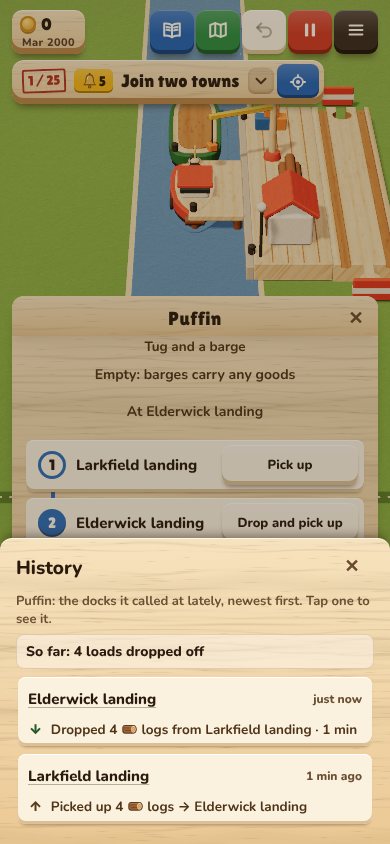 0
Mar 2000
1/25
5
Join two towns
Puffin
Tug and a barge
Empty: barges carry any goods
At Elderwick landing
1
Larkfield landing
Pick up
2
Elderwick landing
Drop and pick up
History
Puffin: the docks it called at lately, newest first. Tap one to
see it.
So far: 4 loads dropped off
Elderwick landing
just now
Dropped 4 logs from Larkfield landing · 1 min
Larkfield landing
1 min ago
Picked up 4 logs → Elderwick landing